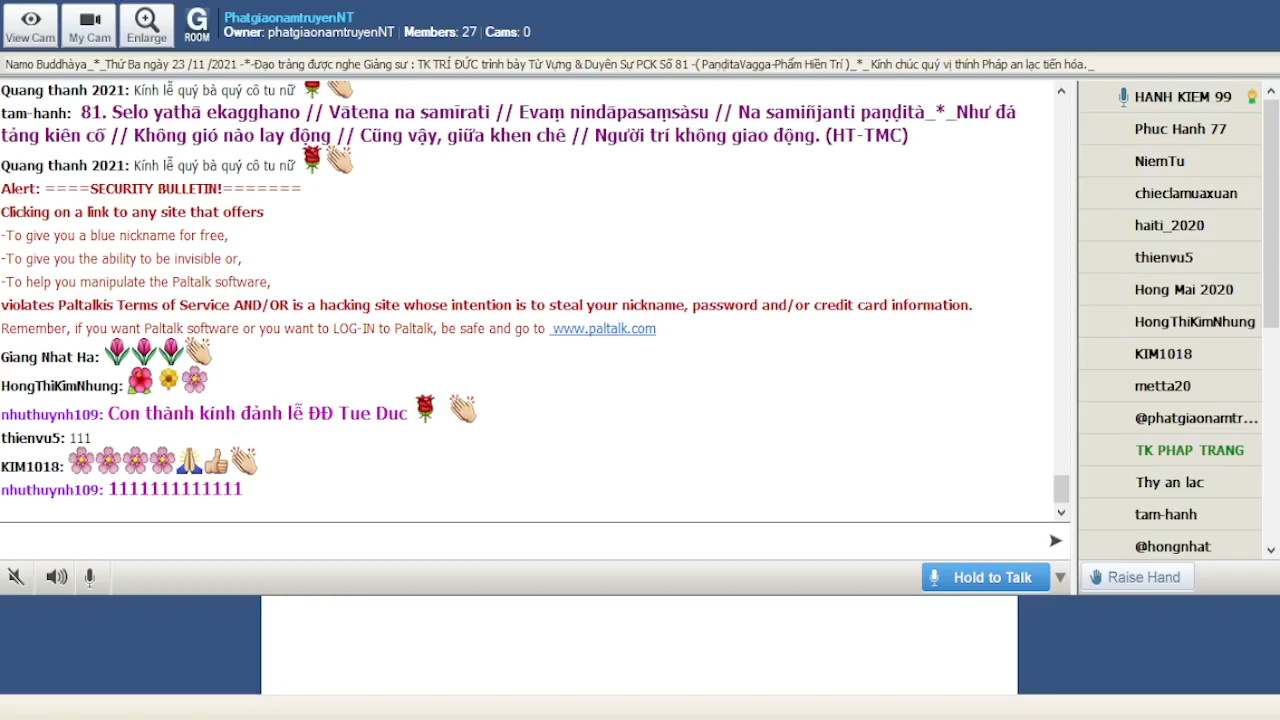 View Cam
My Cam
Enlarge
G ROOM
PhatgiaonamtruyenNT
Owner: phatgiaonamtruyenNT | Members: 27 | Cams: 0
Namo Buddhàya_*_Thứ Ba ngày 23 /11 /2021 -*-Đạo tràng được nghe Giảng sư : TK TRÍ ĐỨC trình bày Từ Vựng & Duyên Sự PCK Số 81 -( PaṇḍitaVagga-Phẩm Hiền Trí )_*_ Kính chúc quý vị thính Pháp an lạc tiến hóa._
Quang thanh 2021: Kính lễ quý bà quý cô tu nữ 🌹 👏
tam-hanh: 81. Selo yathā ekagghano // Vātena na samīrati // Evaṃ nindāpasaṃsàsu // Na samiñjanti paṇḍità_*_Như đá
tảng kiên cố // Không gió nào lay động // Cũng vậy, giữa khen chê // Người trí không giao động. (HT-TMC)
Quang thanh 2021: Kính lễ quý bà quý cô tu nữ 🌹👏
Alert: ====SECURITY BULLETIN!=======
Clicking on a link to any site that offers
-To give you a blue nickname for free,
-To give you the ability to be invisible or,
-To help you manipulate the Paltalk software,
violates Paltalkís Terms of Service AND/OR is a hacking site whose intention is to steal your nickname, password and/or credit card information.
Remember, if you want Paltalk software or you want to LOG-IN to Paltalk, be safe and go to www.paltalk.com
Giang Nhat Ha: 🌷🌷🌷👏
HongThiKimNhung: 🌺🌼🌸
nhuthuynh109: Con thành kính đảnh lễ ĐĐ Tue Duc 🌹 👏
thienvu5: 111
KIM1018: 🌸🌸🌸🌸🙏👍👏
nhuthuynh109: 1111111111111
HANH KIEM 99
Phuc Hanh 77
NiemTu
chieclamuaxuan
haiti_2020
thienvu5
Hong Mai 2020
HongThiKimNhung
KIM1018
metta20
@phatgiaonamtr...
TK PHAP TRANG
Thy an lac
tam-hanh
@hongnhat
Hold to Talk
Raise Hand